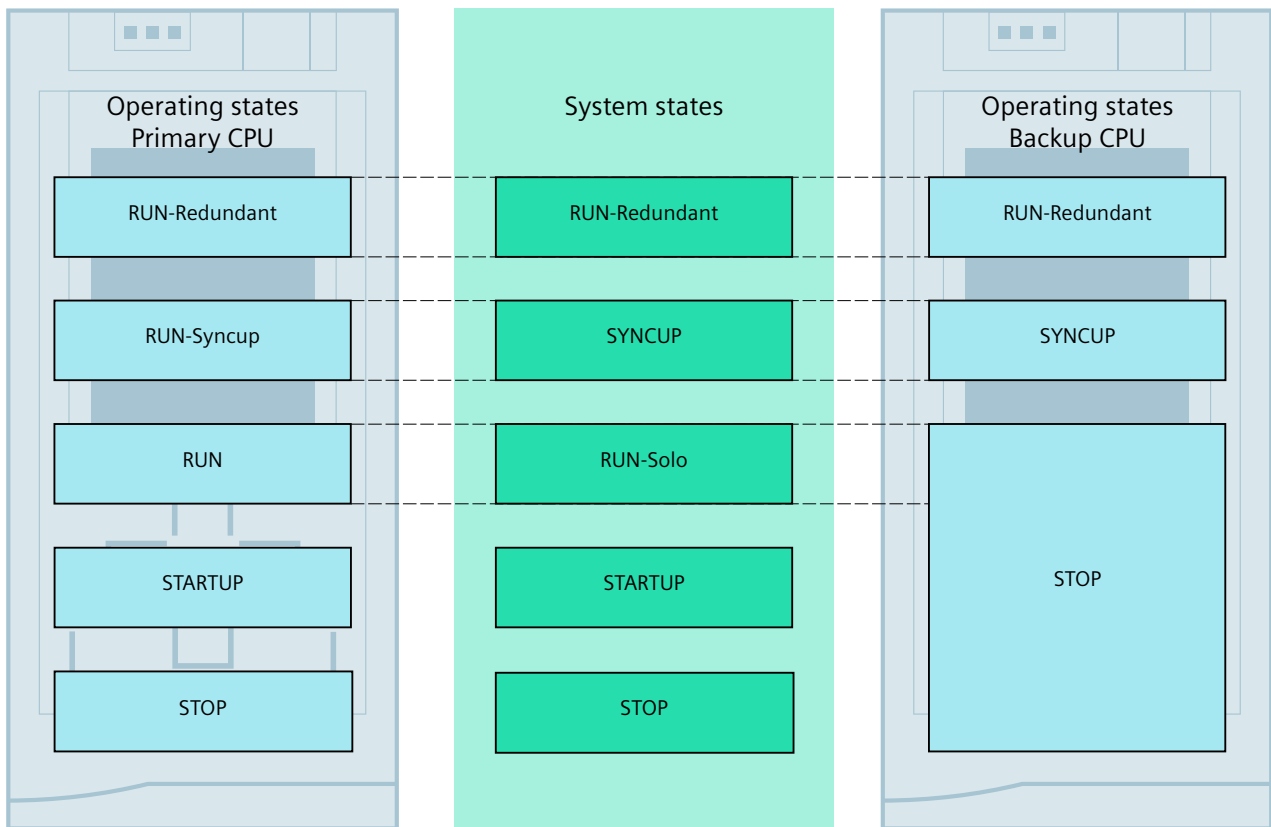 Operating states
Primary CPU
System states
Operating states
Backup CPU
RUN-Redundant
RUN-Redundant
RUN-Redundant
RUN-Syncup
SYNCUP
SYNCUP
RUN
RUN-Solo
STARTUP
STARTUP
STOP
STOP
STOP